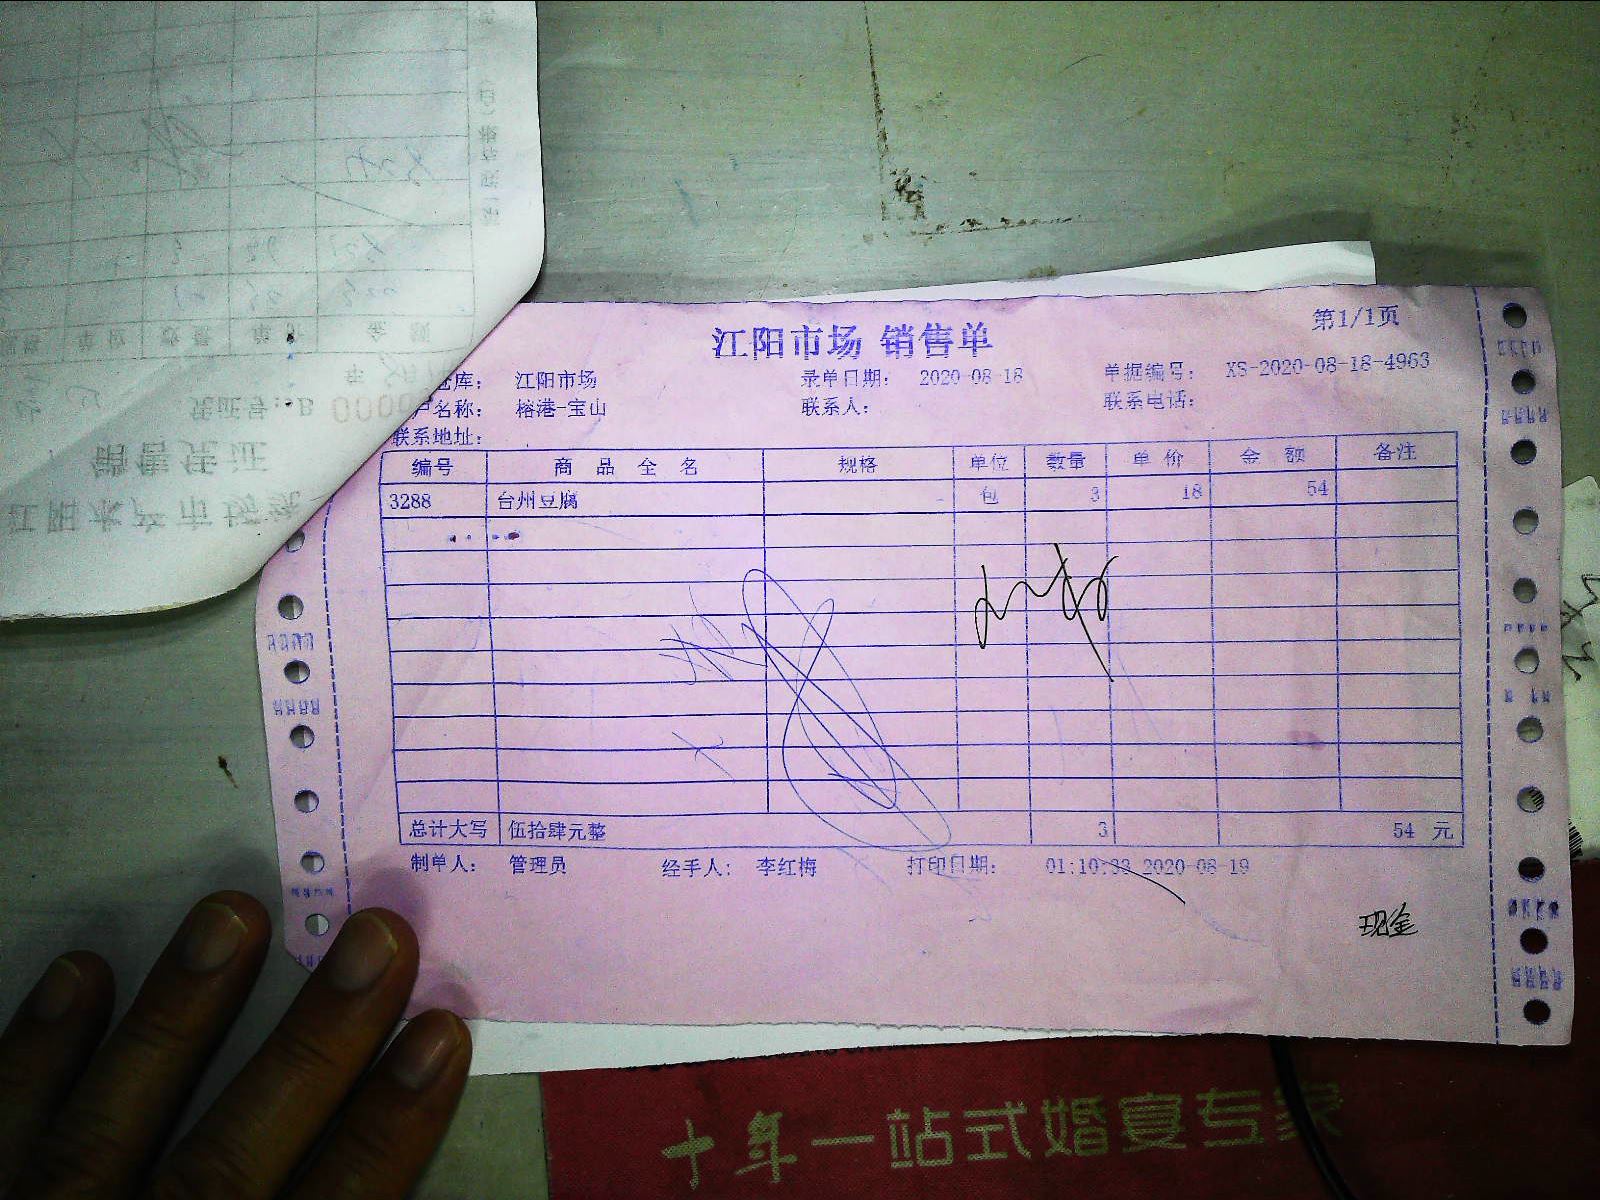 江阳市场 销售单
第1/1页
库： 江阳市场 录单日期： 2020-08-18 单据编号： XS-2020-08-18-4963
户名称： 榕港-宝山 联系人： 联系电话：
联系地址：
编号 商 品 全 名 规格 单位 数量 单 价 金 额 备注
3288 台州豆腐 包 3 18 54
总计大写 伍拾肆元整 3 54 元
制单人： 管理员 经手人： 李红梅 打印日期： 01:10:33 2020-08-19
现金
十年一站式婚宴专家